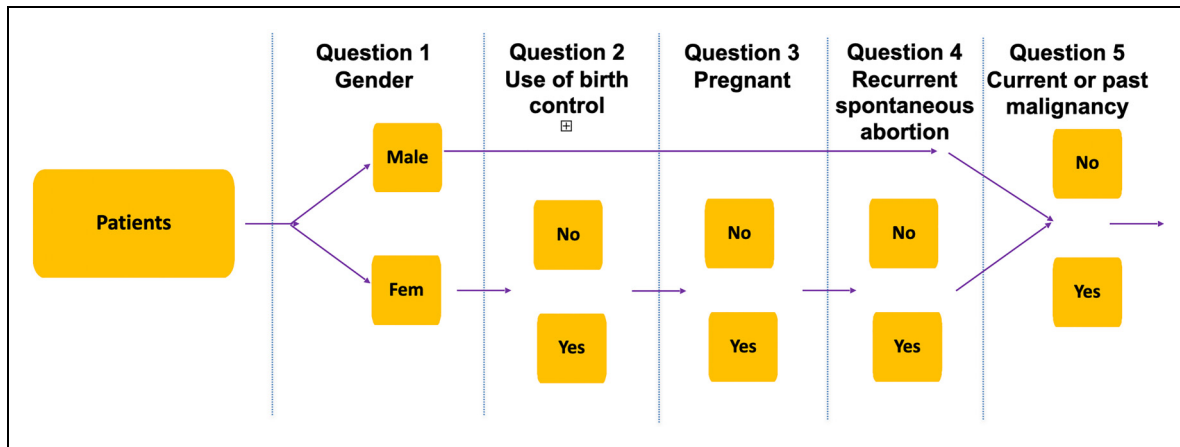 Question 1
Gender
Question 2
Use of birth
control
Question 3
Pregnant
Question 4
Recurrent
spontaneous
abortion
Question 5
Current or past
malignancy
Patients
Male
Fem
No
Yes
No
Yes
No
Yes
No
Yes